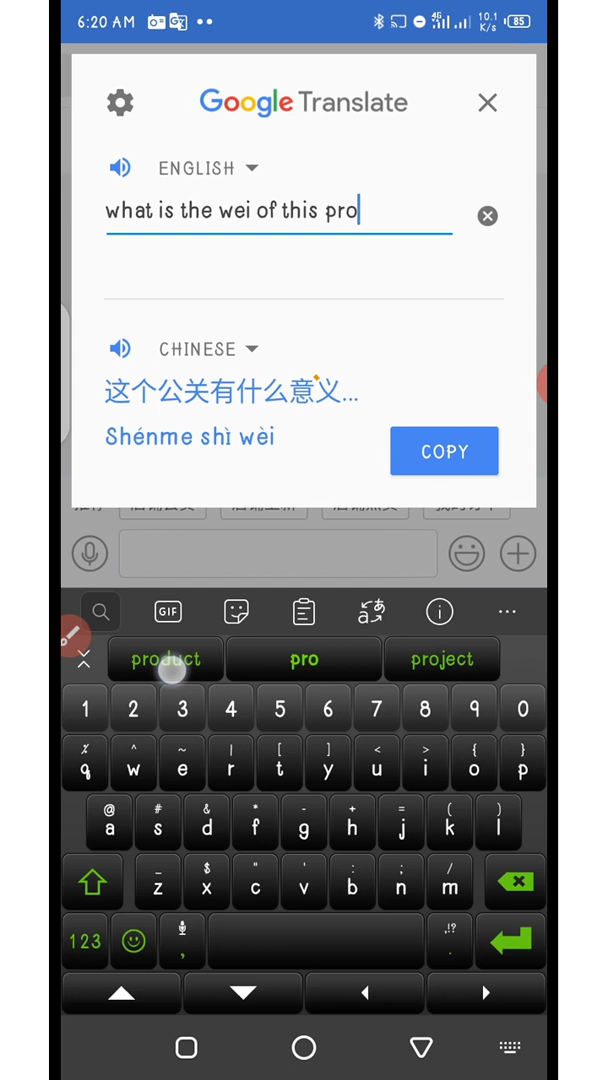 6:20 AM
4G 10.1 K/s 85
Google Translate
ENGLISH
what is the wei of this pro
CHINESE
这个公关有什么意义...
Shénme shì wèi
COPY
GIF
product pro project
1 2 3 4 5 6 7 8 9 0
% ^ ~ | [ ] < > { }
q w e r t y u i o p
@ # & * - + = ( )
a s d f g h j k l
_ $ " ' : ; /
z x c v b n m
123 , ,!? .